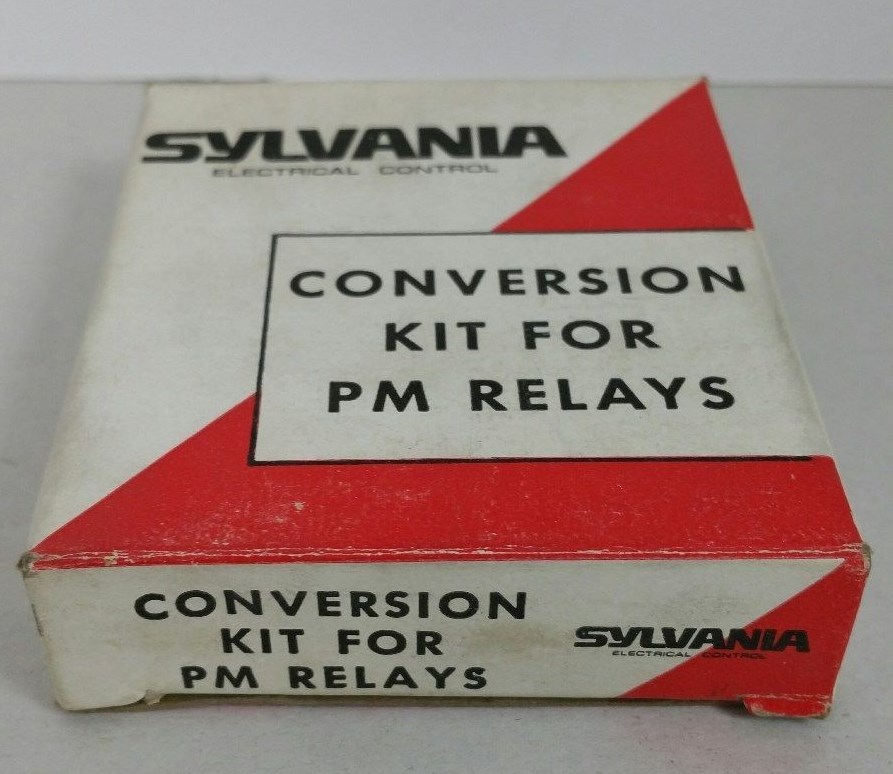 SYLVANIA
ELECTRICAL CONTROL
CONVERSION
KIT FOR
PM RELAYS
CONVERSION
KIT FOR
PM RELAYS
SYLVANIA
ELECTRICAL CONTROL